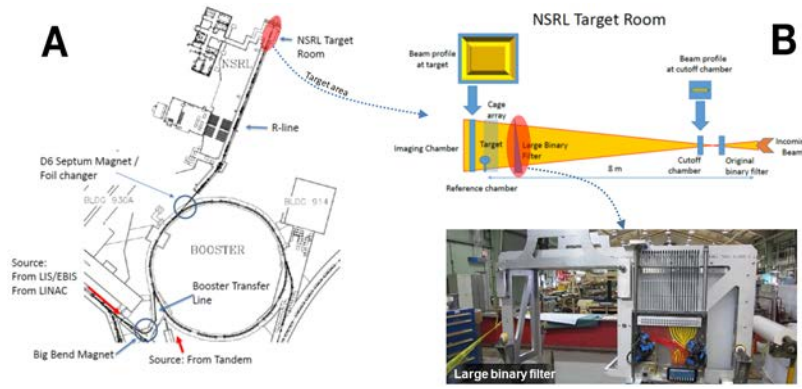 A
NSRL Target
Room
NSRL
Target area
R-line
D6 Septum Magnet /
Foil changer
BLDG 930A
BLDG 914
BOOSTER
Source:
From LIS/EBIS
From LINAC
Booster Transfer
Line
Big Bend Magnet
Source: From Tandem
NSRL Target Room
B
Beam profile
at target
Beam profile
at cutoff chamber
Cage
array
Imaging Chamber
Target
Large Binary
Filter
Incoming
Beam
Cutoff
chamber
Original
binary filter
8 m
Reference chamber
Large binary filter